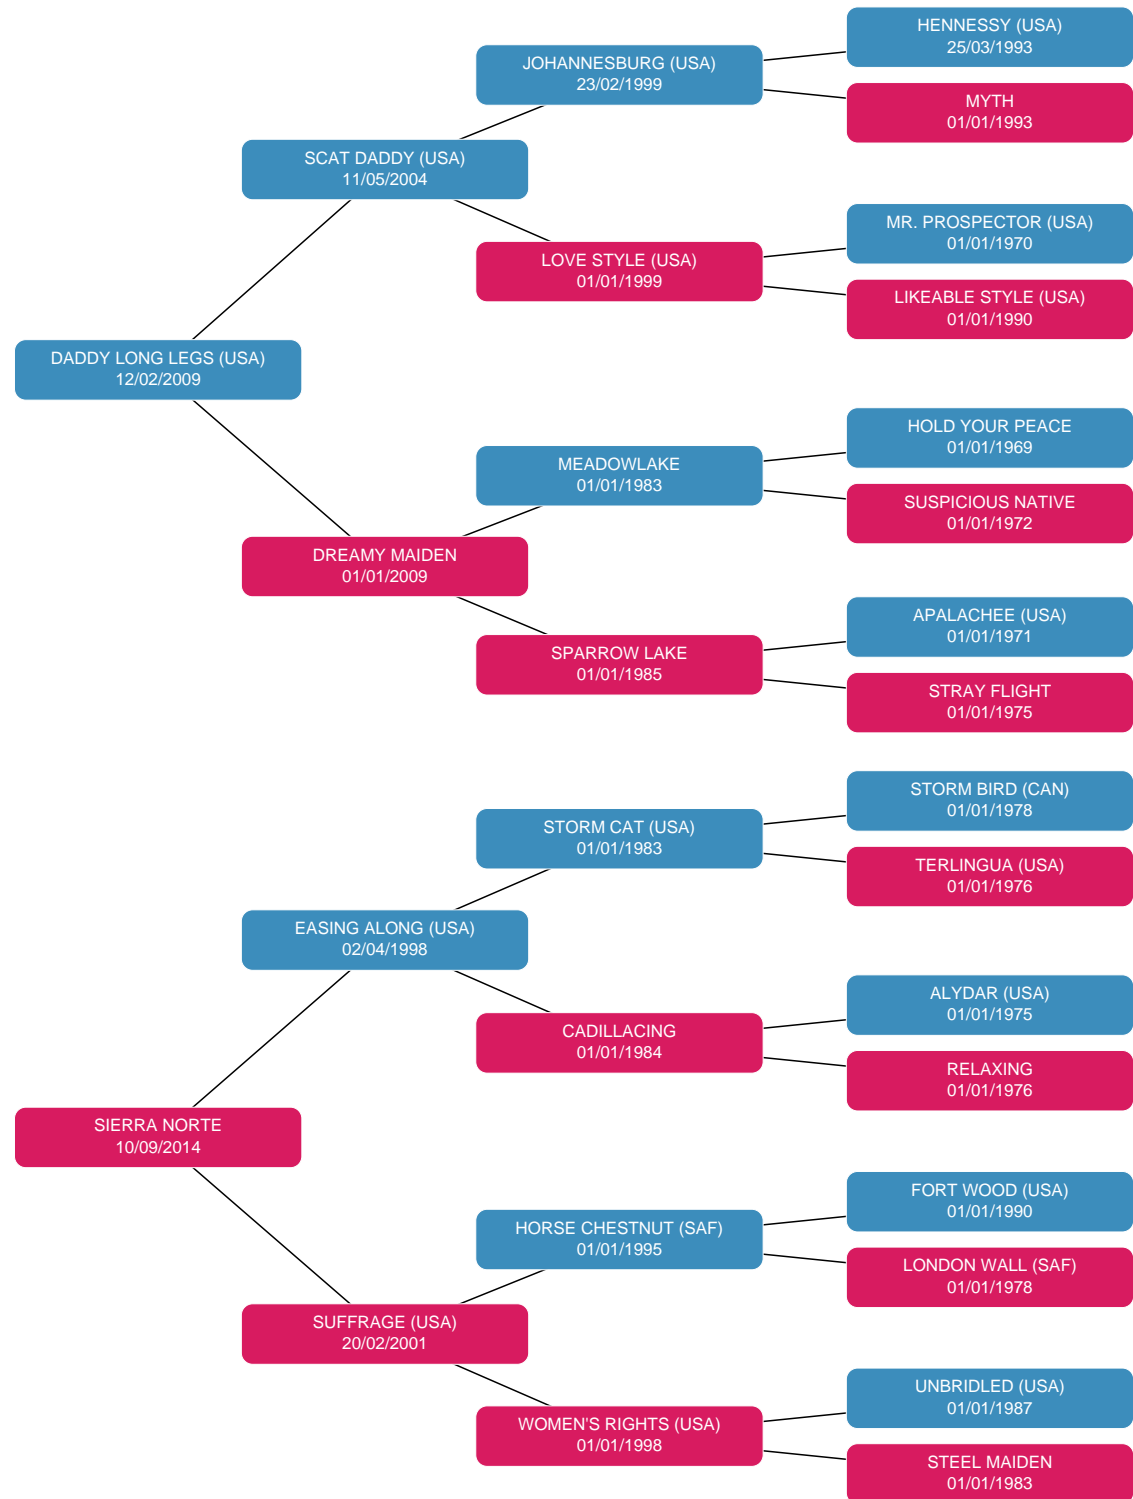 HENNESSY (USA)
25/03/1993
JOHANNESBURG (USA)
23/02/1999
MYTH
01/01/1993
SCAT DADDY (USA)
11/05/2004
MR. PROSPECTOR (USA)
01/01/1970
LOVE STYLE (USA)
01/01/1999
LIKEABLE STYLE (USA)
01/01/1990
DADDY LONG LEGS (USA)
12/02/2009
HOLD YOUR PEACE
01/01/1969
MEADOWLAKE
01/01/1983
SUSPICIOUS NATIVE
01/01/1972
DREAMY MAIDEN
01/01/2009
APALACHEE (USA)
01/01/1971
SPARROW LAKE
01/01/1985
STRAY FLIGHT
01/01/1975
STORM BIRD (CAN)
01/01/1978
STORM CAT (USA)
01/01/1983
TERLINGUA (USA)
01/01/1976
EASING ALONG (USA)
02/04/1998
ALYDAR (USA)
01/01/1975
CADILLACING
01/01/1984
RELAXING
01/01/1976
SIERRA NORTE
10/09/2014
FORT WOOD (USA)
01/01/1990
HORSE CHESTNUT (SAF)
01/01/1995
LONDON WALL (SAF)
01/01/1978
SUFFRAGE (USA)
20/02/2001
UNBRIDLED (USA)
01/01/1987
WOMEN'S RIGHTS (USA)
01/01/1998
STEEL MAIDEN
01/01/1983